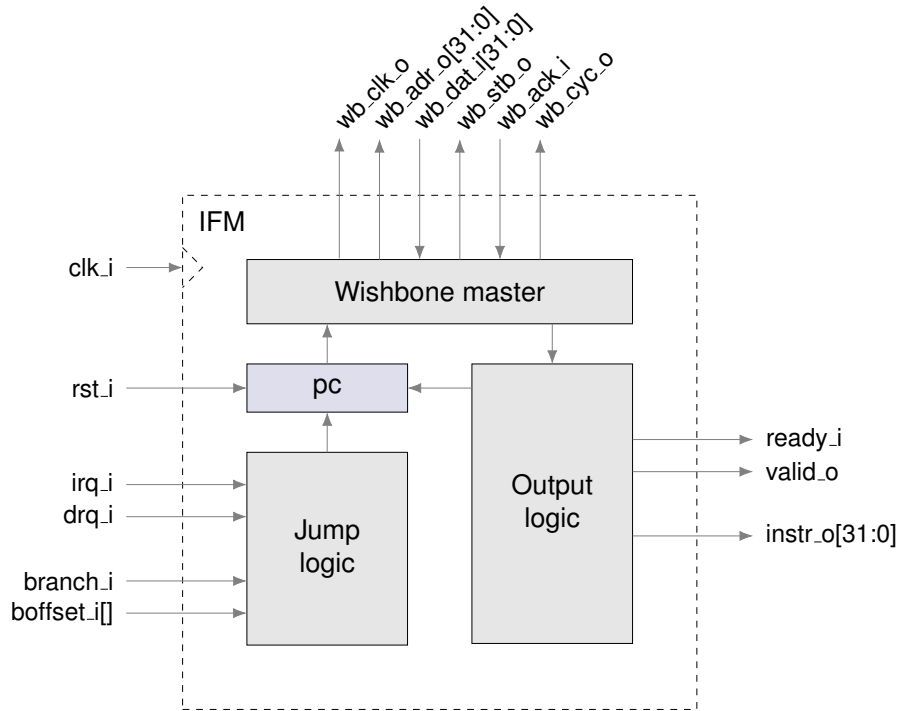 wb_clk_o
wb_adr_o[31:0]
wb_dat_i[31:0]
wb_stb_o
wb_ack_i
wb_cyc_o
IFM
clk_i
Wishbone master
rst_i
pc
ready_i
valid_o
irq_i
drq_i
Jump
logic
Output
logic
instr_o[31:0]
branch_i
boffset_i[]